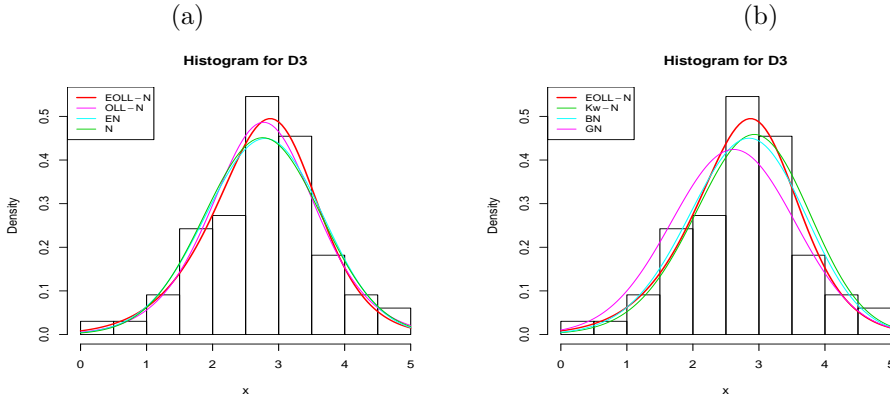 (a)
Histogram for D3
EOLL−N
OLL−N
EN
N
Density
0.0
0.1
0.2
0.3
0.4
0.5
0 1 2 3 4 5
x
(b)
Histogram for D3
EOLL−N
Kw−N
BN
GN
Density
0.0
0.1
0.2
0.3
0.4
0.5
0 1 2 3 4 5
x